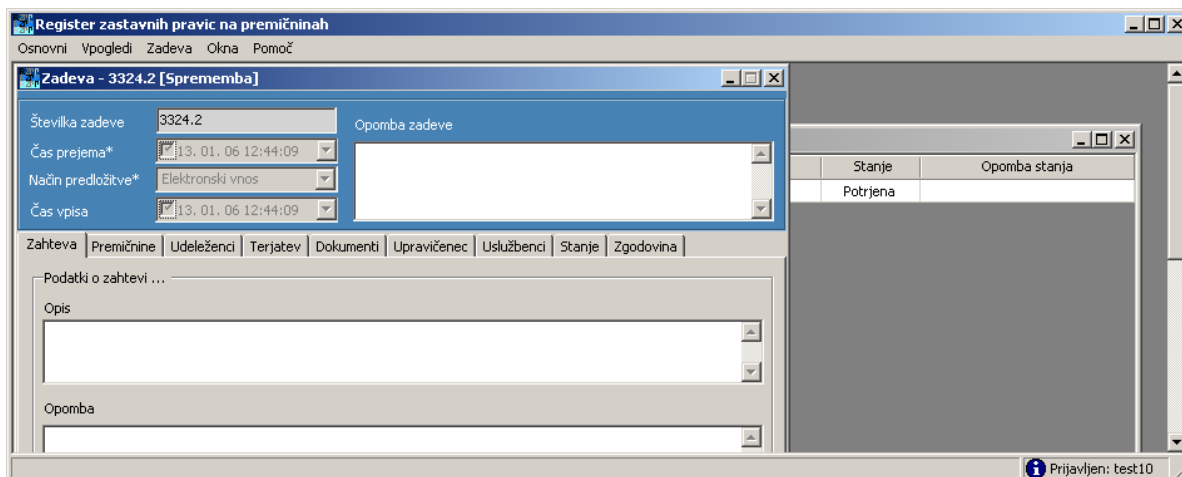 Register zastavnih pravic na premičninah
Osnovni Vpogledi Zadeva Okna Pomoč
Zadeva - 3324.2 [Sprememba]
Številka zadeve 3324.2 Opomba zadeve
Čas prejema* 13. 01. 06 12:44:09
Način predložitve* Elektronski vnos
Čas vpisa 13. 01. 06 12:44:09
Stanje Opomba stanja
Potrjena
Zahteva Premičnine Udeleženci Terjatev Dokumenti Upravičenec Uslužbenci Stanje Zgodovina
Podatki o zahtevi ...
Opis
Opomba
Prijavljen: test10